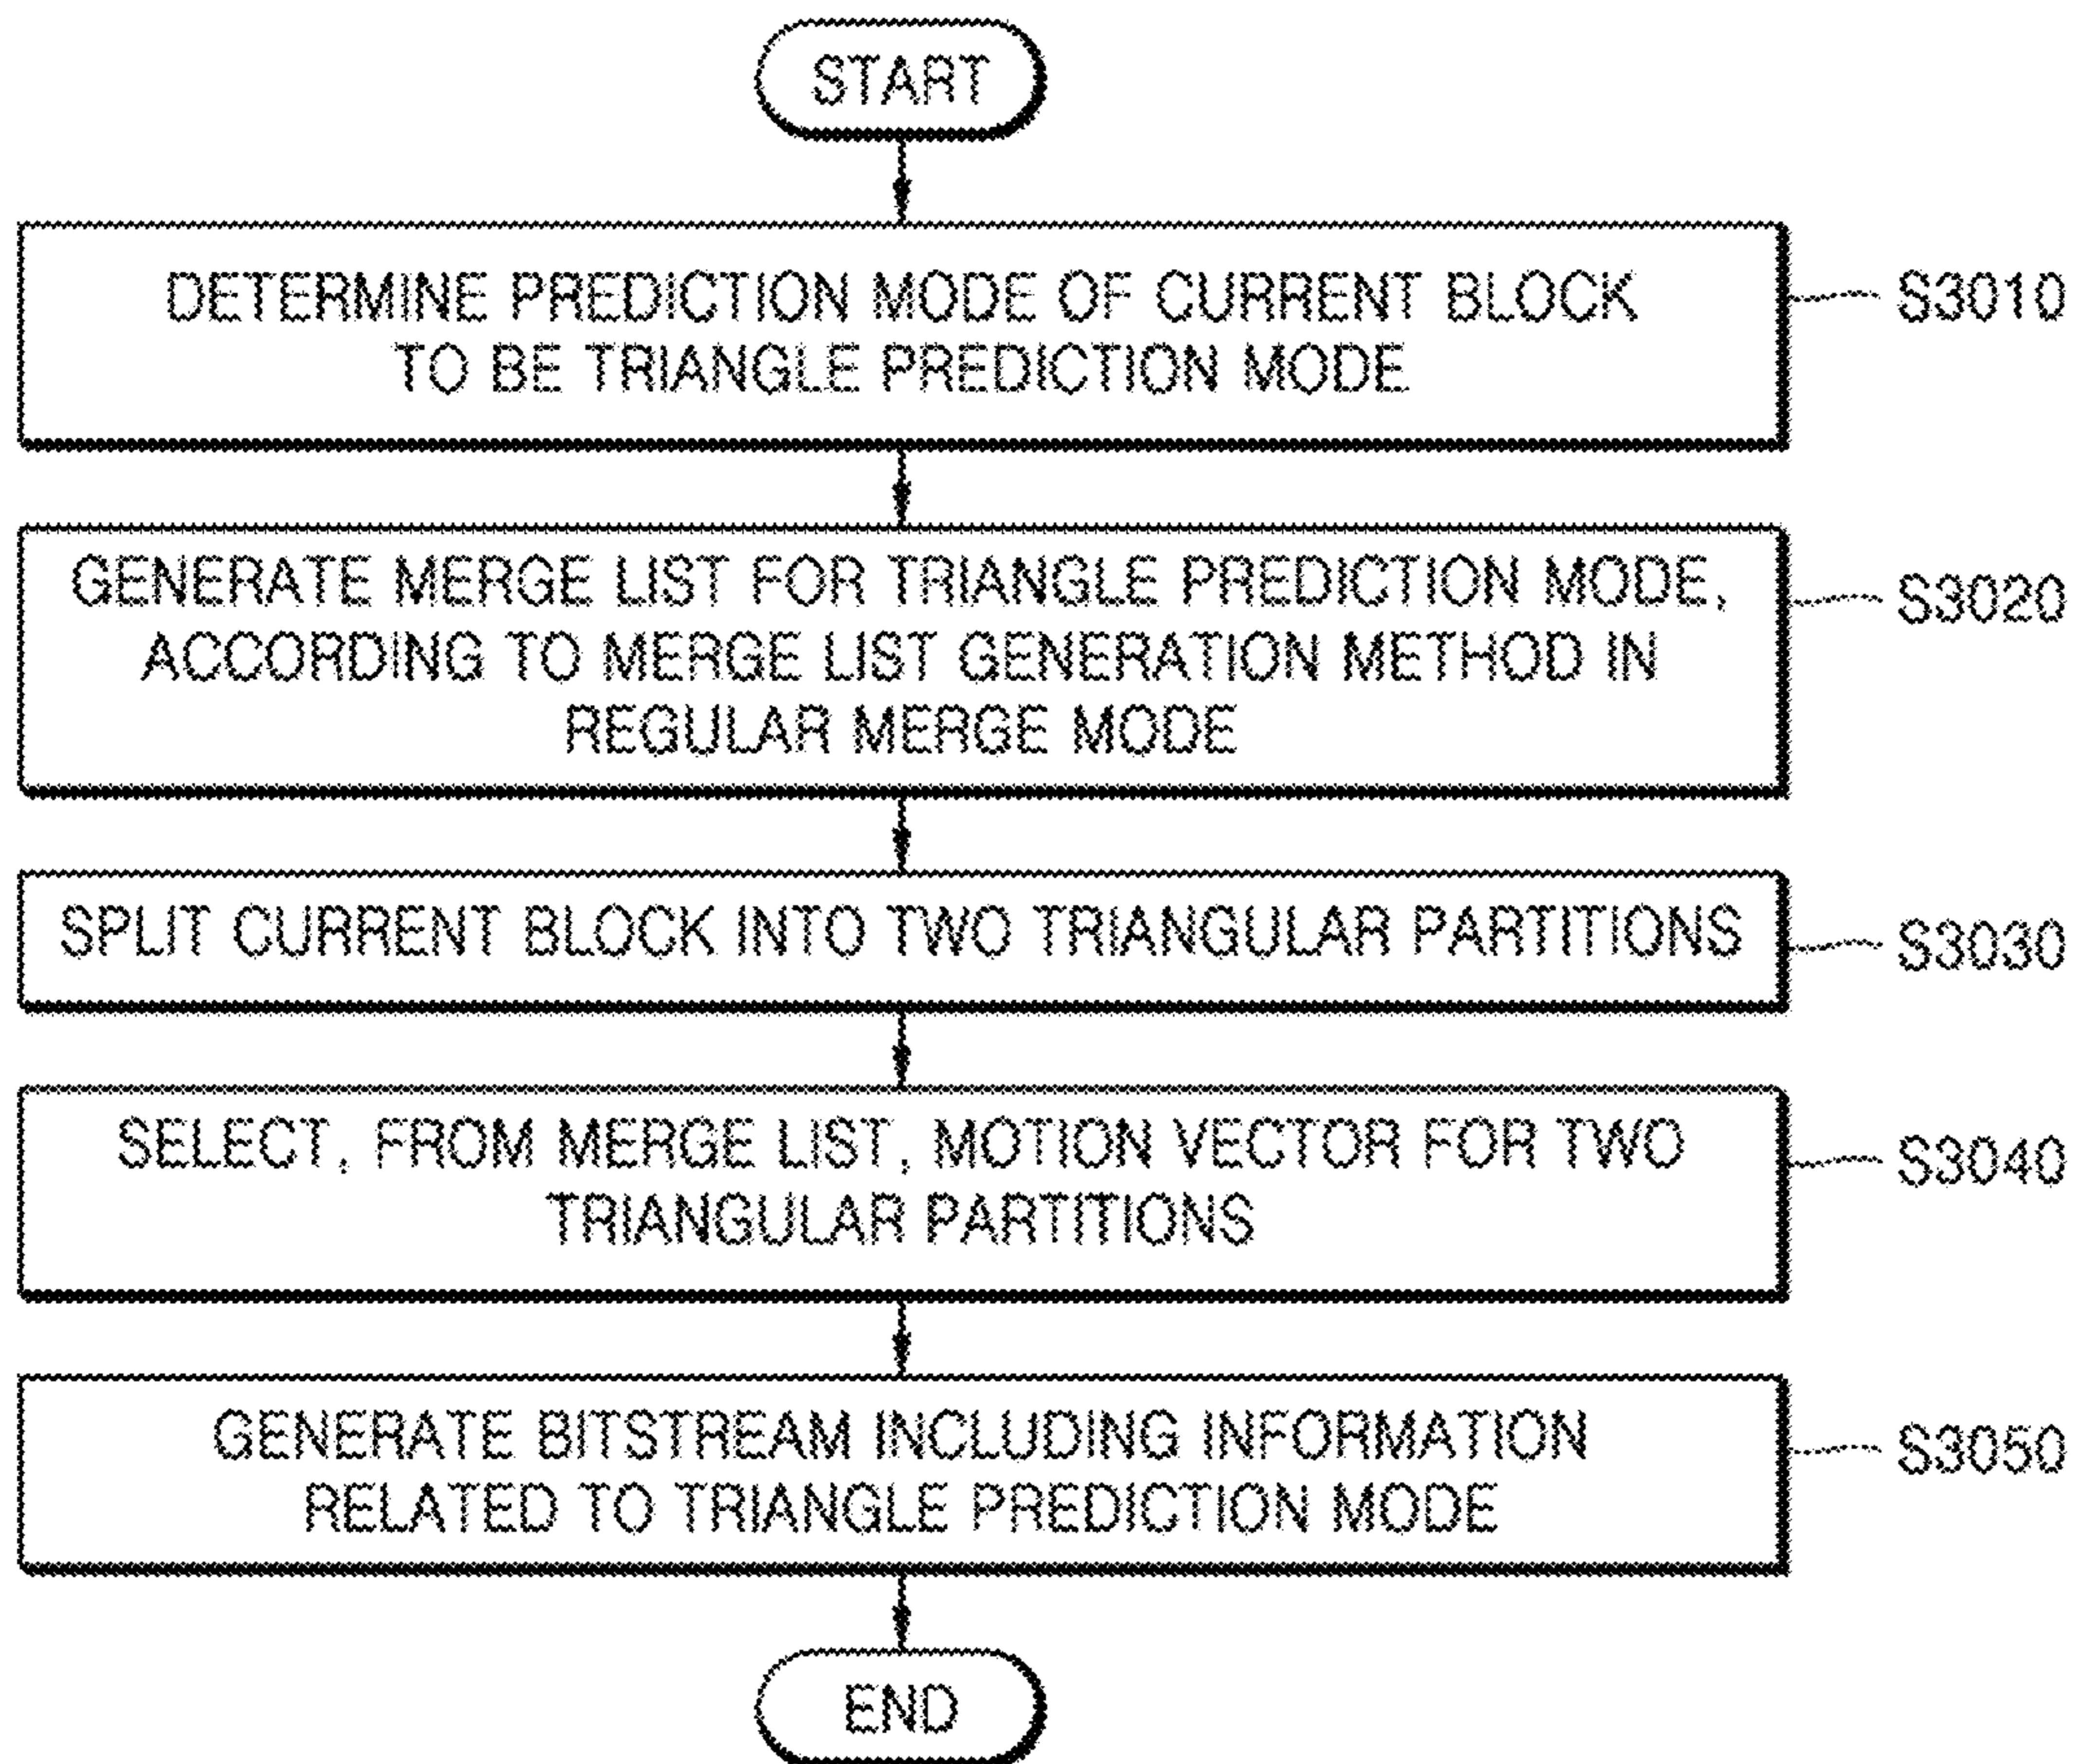 START
DETERMINE PREDICTION MODE OF CURRENT BLOCK
TO BE TRIANGLE PREDICTION MODE
S3010
GENERATE MERGE LIST FOR TRIANGLE PREDICTION MODE,
ACCORDING TO MERGE LIST GENERATION METHOD IN
REGULAR MERGE MODE
S3020
SPLIT CURRENT BLOCK INTO TWO TRIANGULAR PARTITIONS
S3030
SELECT, FROM MERGE LIST, MOTION VECTOR FOR TWO
TRIANGULAR PARTITIONS
S3040
GENERATE BITSTREAM INCLUDING INFORMATION
RELATED TO TRIANGLE PREDICTION MODE
S3050
END